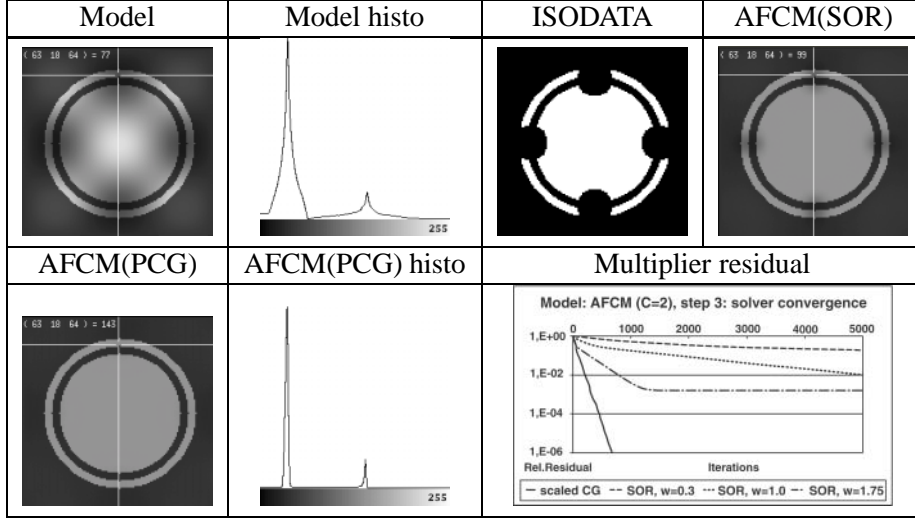 Model
Model histo
ISODATA
AFCM(SOR)
( 63 18 64 ) = 77
255
( 63 18 64 ) = 99
AFCM(PCG)
AFCM(PCG) histo
Multiplier residual
( 63 18 64 ) = 143
255
Model: AFCM (C=2), step 3: solver convergence
0 1000 2000 3000 4000 5000
1,E+00
1,E-02
1,E-04
1,E-06
Rel.Residual Iterations
scaled CG SOR, w=0.3 SOR, w=1.0 SOR, w=1.75